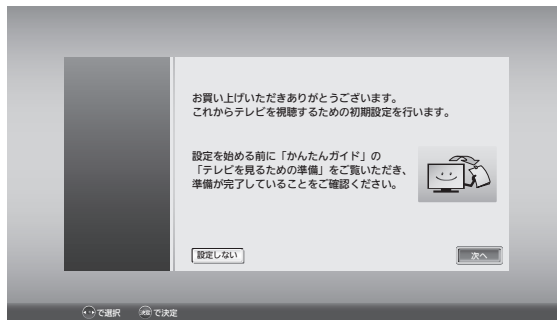 お買い上げいただきありがとうございます。
これからテレビを視聴するための初期設定を行います。
設定を始める前に「かんたんガイド」の
「テレビを見るための準備」をご覧いただき、
準備が完了していることをご確認ください。
設定しない
次へ
で選択 決定 で決定